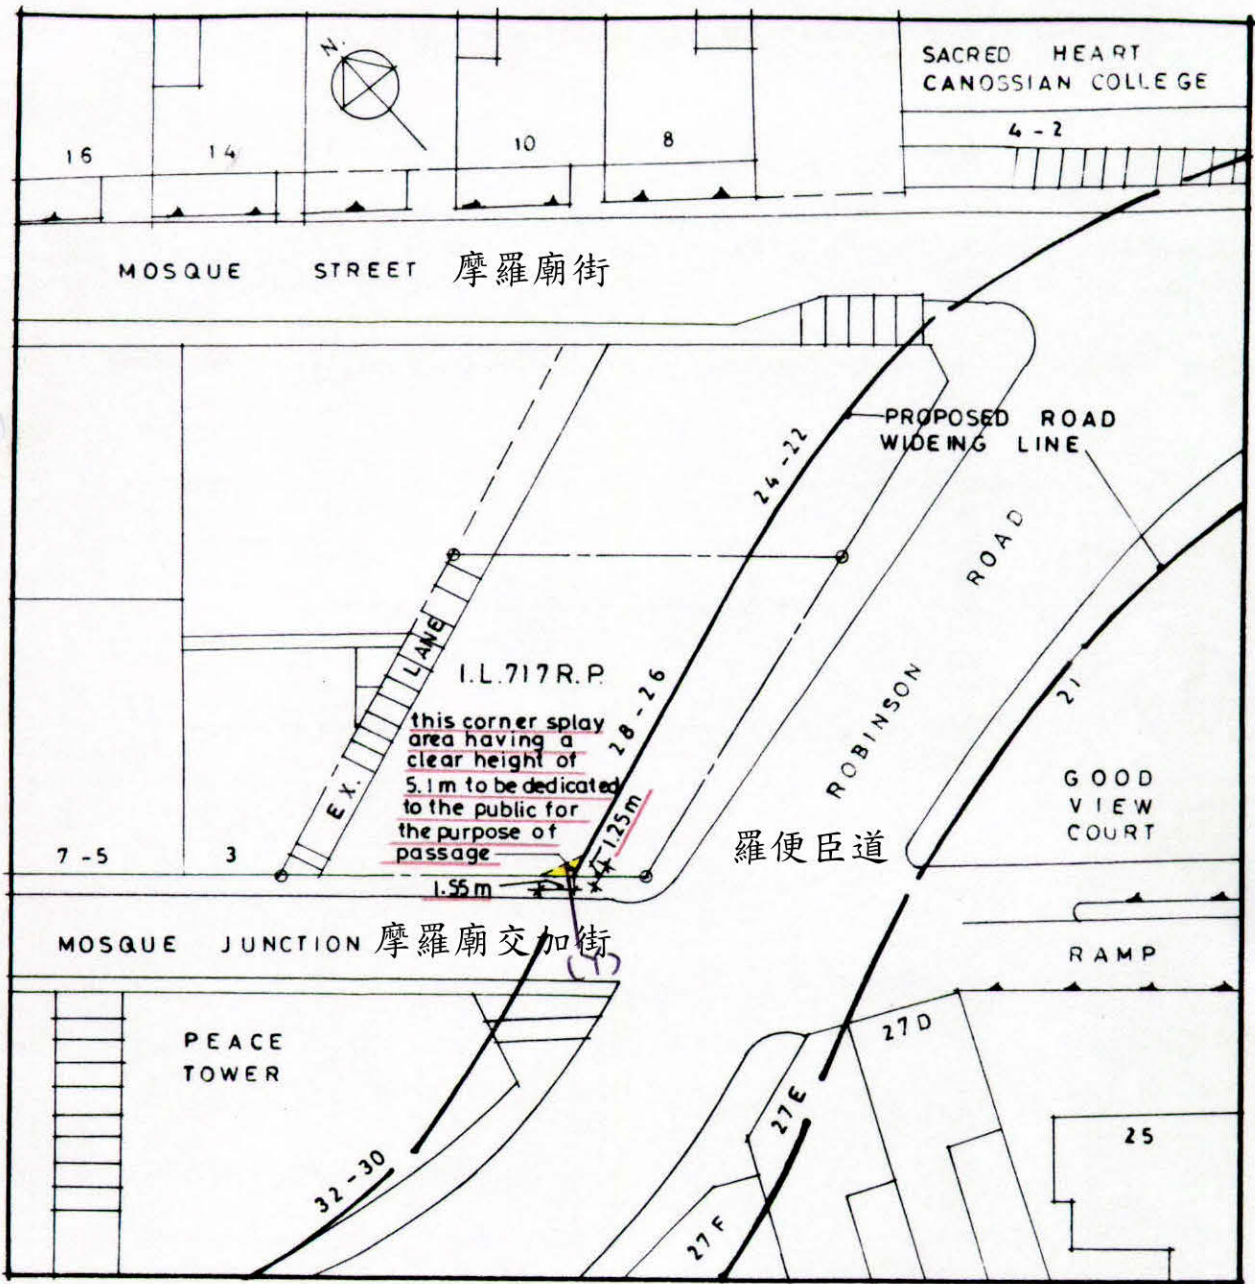 N.
SACRED HEART
CANOSSIAN COLLEGE
4-2
16
14
10
8
MOSQUE STREET 摩羅廟街
PROPOSED ROAD
WIDEING LINE
24-22
ROBINSON ROAD
羅便臣道
EX. LANE
I.L.717 R.P.
28-26
this corner splay
area having a
clear height of
5.1m to be dedicated
to the public for
the purpose of
passage
1.25m
1.55m
7-5
3
21
GOOD
VIEW
COURT
MOSQUE JUNCTION 摩羅廟交加街
(1)
RAMP
PEACE
TOWER
27D
27E
25
32-30
27F